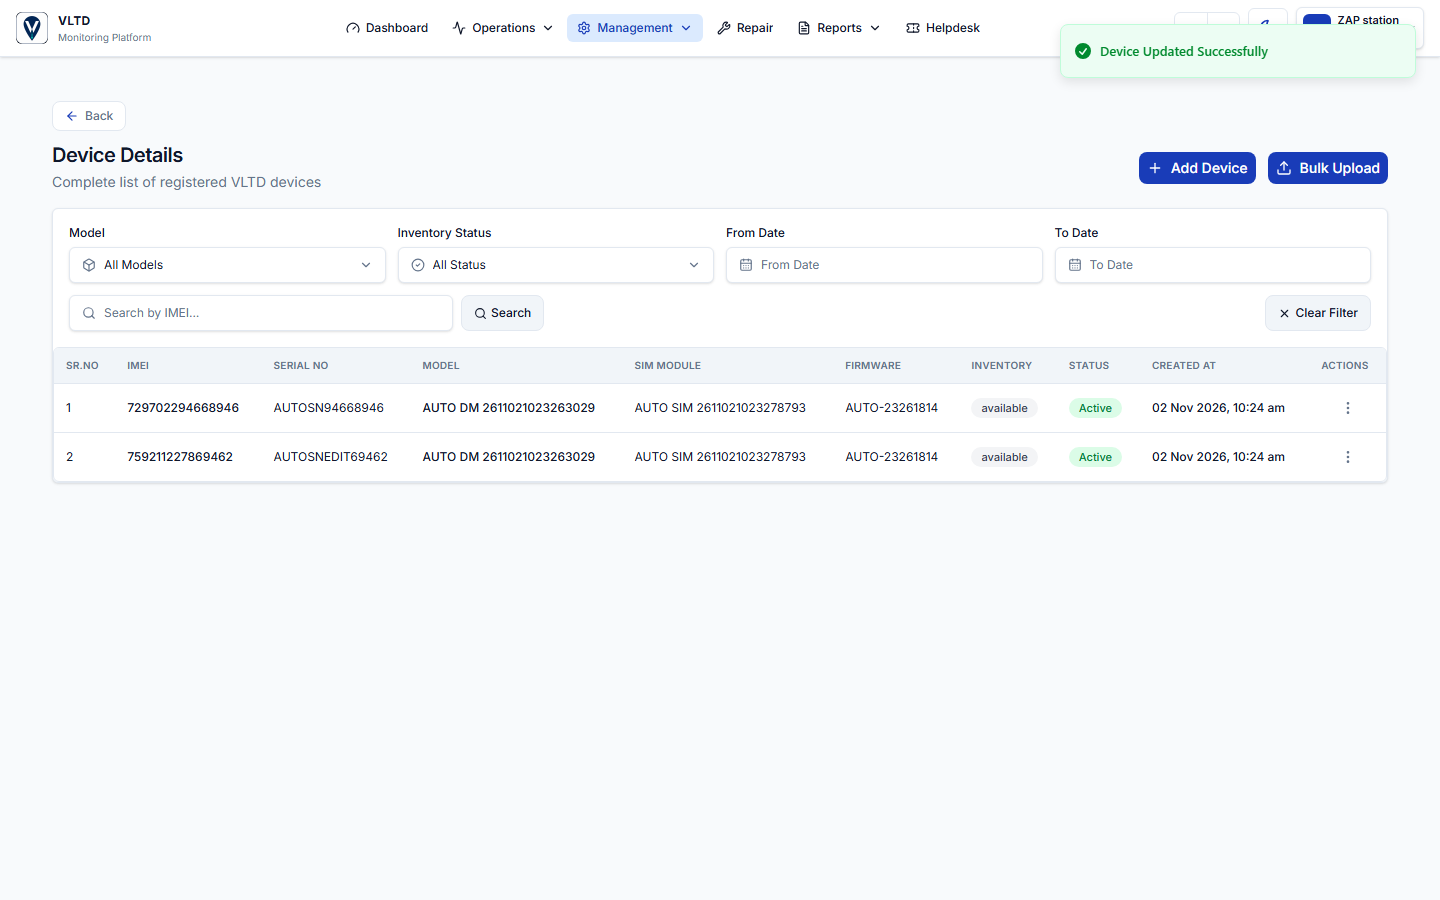 VLTD
Monitoring Platform
Dashboard
Operations
Management
Repair
Reports
Helpdesk
ZAP station
Device Updated Successfully
Back
Device Details
Complete list of registered VLTD devices
Add Device
Bulk Upload
Model
Inventory Status
From Date
To Date
All Models
All Status
From Date
To Date
Search by IMEI...
Search
Clear Filter
SR.NO IMEI SERIAL NO MODEL SIM MODULE FIRMWARE INVENTORY STATUS CREATED AT ACTIONS
1 729702294668946 AUTOSN94668946 AUTO DM 2611021023263029 AUTO SIM 2611021023278793 AUTO-23261814 available Active 02 Nov 2026, 10:24 am
2 759211227869462 AUTOSNEDIT69462 AUTO DM 2611021023263029 AUTO SIM 2611021023278793 AUTO-23261814 available Active 02 Nov 2026, 10:24 am